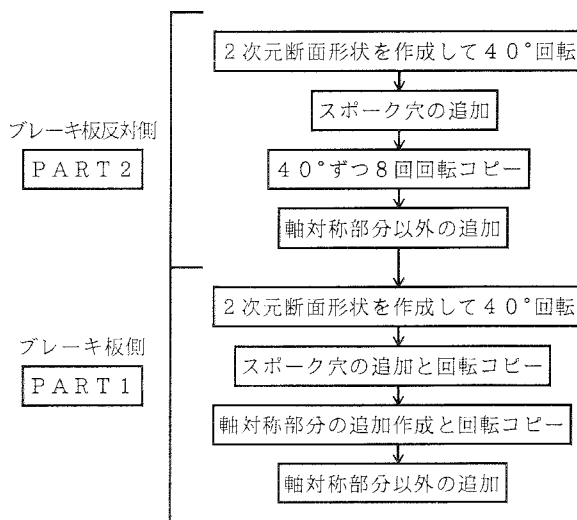 2次元断面形状を作成して40°回転
スポーク穴の追加
ブレーキ板反対側
PART2
40°ずつ8回回転コピー
軸対称部分以外の追加
2次元断面形状を作成して40°回転
ブレーキ板側
PART1
スポーク穴の追加と回転コピー
軸対称部分の追加作成と回転コピー
軸対称部分以外の追加